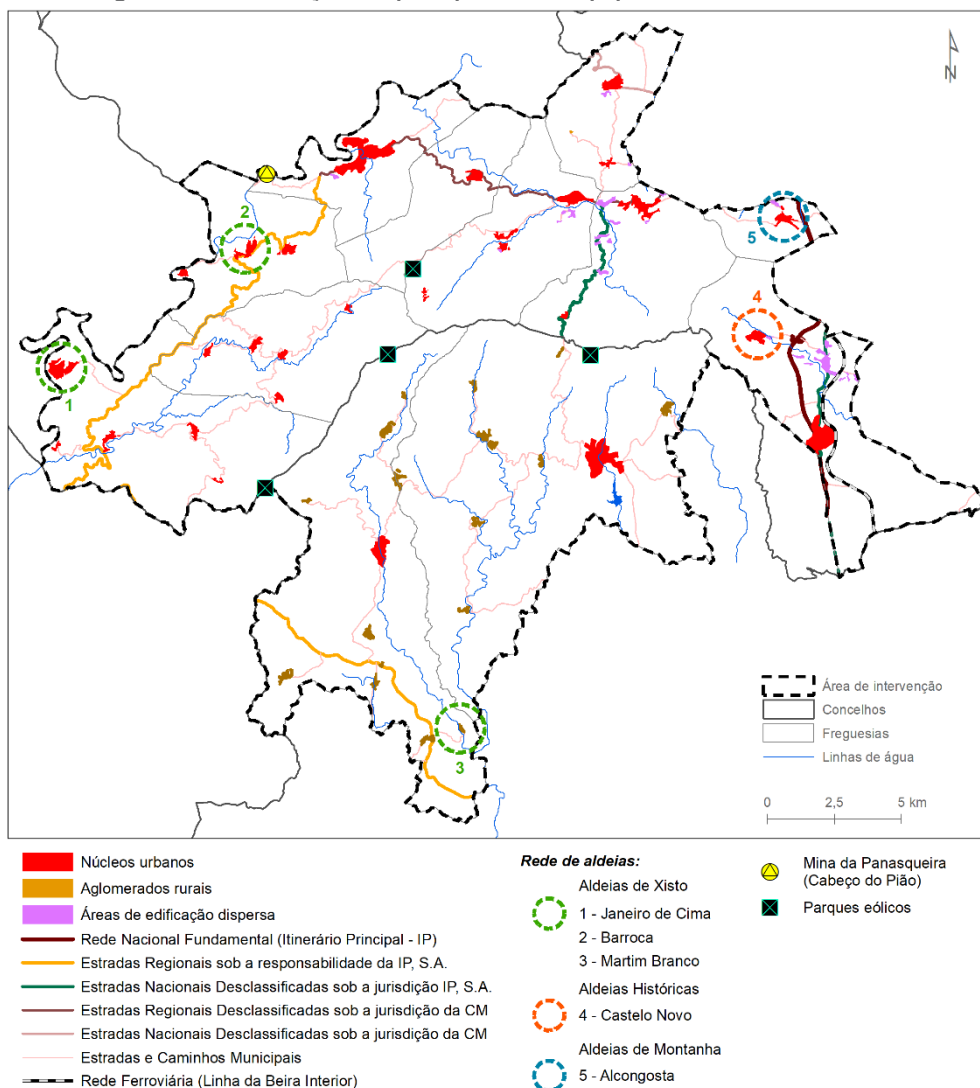 N
2
5
4
1
3
Área de intervenção
Concelhos
Freguesias
Linhas de água
0 2,5 5 km
Núcleos urbanos
Aglomerados rurais
Áreas de edificação dispersa
Rede Nacional Fundamental (Itinerário Principal - IP)
Estradas Regionais sob a responsabilidade da IP, S.A.
Estradas Nacionais Desclassificadas sob a jurisdição IP, S.A.
Estradas Regionais Desclassificadas sob a jurisdição da CM
Estradas Nacionais Desclassificadas sob a jurisdição da CM
Estradas e Caminhos Municipais
Rede Ferroviária (Linha da Beira Interior)
Rede de aldeias:
Aldeias de Xisto
1 - Janeiro de Cima
2 - Barroca
3 - Martim Branco
Aldeias Históricas
4 - Castelo Novo
Aldeias de Montanha
5 - Alcongosta
Mina da Panasqueira
(Cabeço do Pião)
Parques eólicos